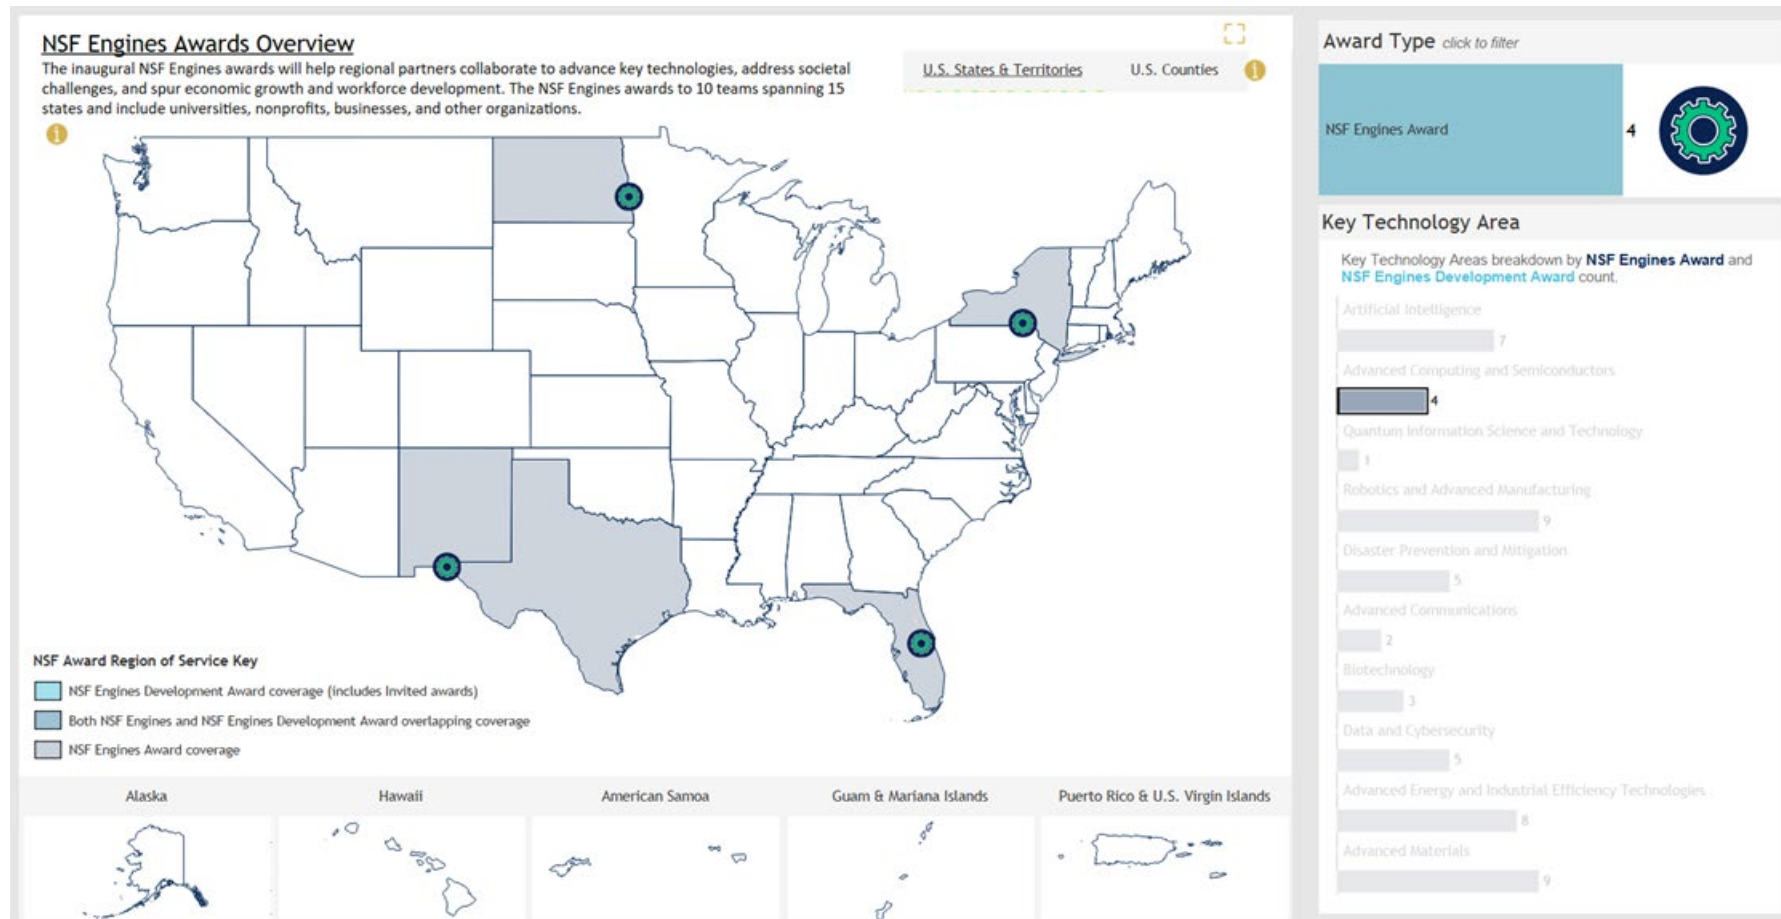 NSF Engines Awards Overview
The inaugural NSF Engines awards will help regional partners collaborate to advance key technologies, address societal
challenges, and spur economic growth and workforce development. The NSF Engines awards to 10 teams spanning 15
states and include universities, nonprofits, businesses, and other organizations.
U.S. States & Territories
U.S. Counties
i
i
NSF Award Region of Service Key
NSF Engines Development Award coverage (includes Invited awards)
Both NSF Engines and NSF Engines Development Award overlapping coverage
NSF Engines Award coverage
Alaska
Hawaii
American Samoa
Guam & Mariana Islands
Puerto Rico & U.S. Virgin Islands
Award Type click to filter
NSF Engines Award
4
Key Technology Area
Key Technology Areas breakdown by NSF Engines Award and
NSF Engines Development Award count.
Artificial Intelligence
7
Advanced Computing and Semiconductors
4
Quantum Information Science and Technology
1
Robotics and Advanced Manufacturing
9
Disaster Prevention and Mitigation
5
Advanced Communications
2
Biotechnology
3
Data and Cybersecurity
5
Advanced Energy and Industrial Efficiency Technologies
8
Advanced Materials
9